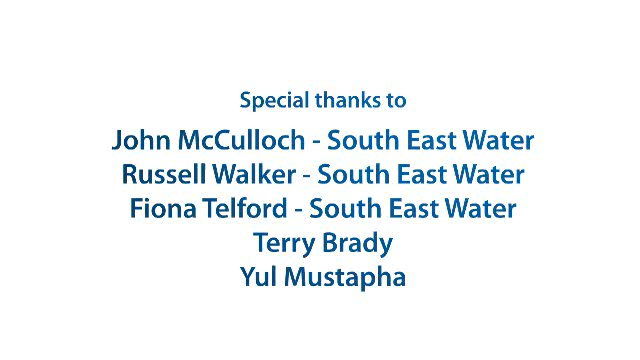 Special thanks to
John McCulloch - South East Water
Russell Walker - South East Water
Fiona Telford - South East Water
Terry Brady
Yul Mustapha